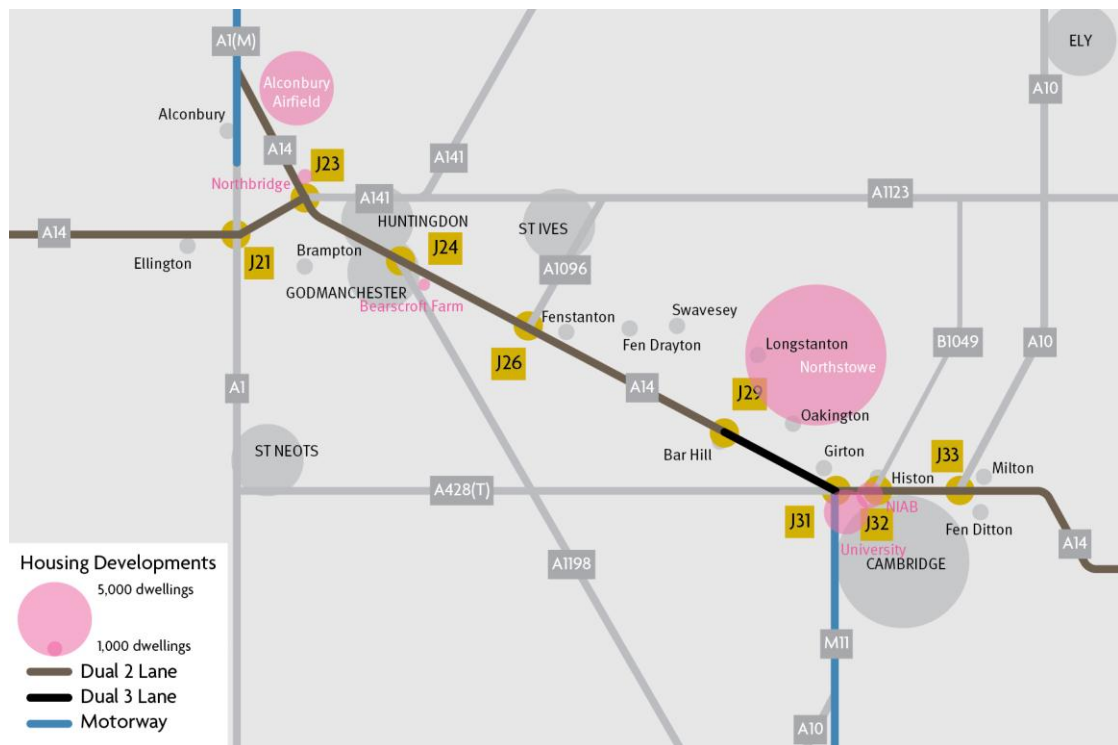 A1(M)
ELY
Alconbury
Airfield
A10
Alconbury
A14
A141
J23
Northbridge
A141
A1123
HUNTINGDON
ST IVES
A14
J24
Brampton
Ellington
J21
A1096
GODMANCHESTER
Bearscroft Farm
Swavesey
Fenstanton
Fen Drayton
Longstanton
B1049
A10
J26
Northstowe
A1
A14
J29
Oakington
ST NEOTS
Bar Hill
Girton
J33
Milton
Histon
A428(T)
NIAB
J31
J32
Fen Ditton
University
A14
CAMBRIDGE
A1198
Housing Developments
5,000 dwellings
1,000 dwellings
Dual 2 Lane
Dual 3 Lane
Motorway
M11
A10